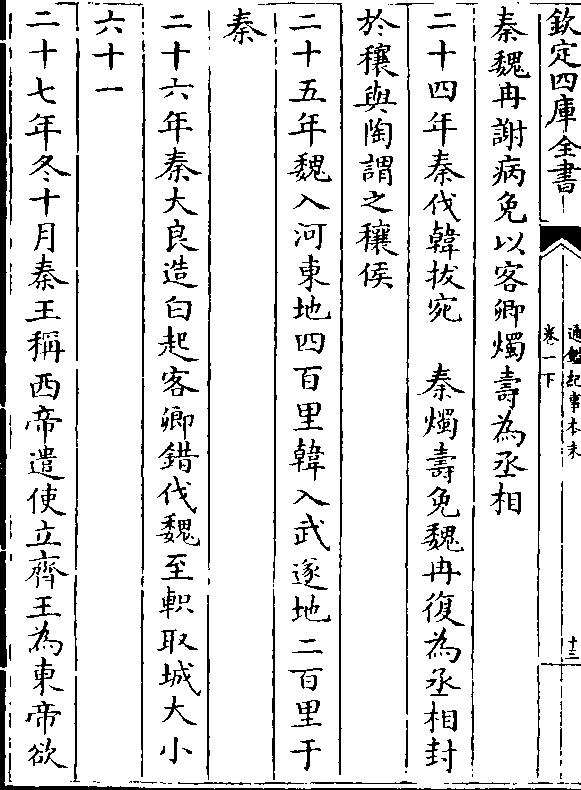 欽定四庫全書
通鑑紀事本末
卷一下
十三
秦魏冉謝病免以客卿燭壽為丞相
二十四年秦伐韓拔宛　秦燭壽免魏冉復為丞相封
於穰與陶謂之穰侯
二十五年魏入河東地四百里韓入武遂地二百里于
秦
二十六年秦大良造白起客卿錯伐魏至軹取城大小
六十一
二十七年冬十月秦王稱西帝遣使立齊王為東帝欲